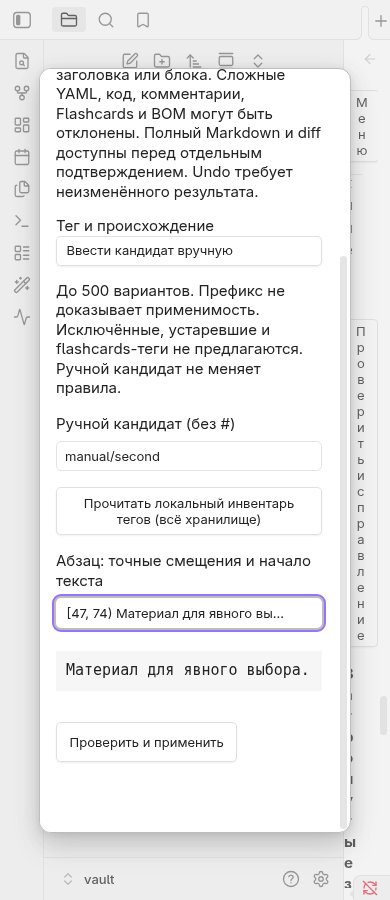 заголовка или блока. Сложные
YAML, код, комментарии,
Flashcards и BOM могут быть
отклонены. Полный Markdown и diff
доступны перед отдельным
подтверждением. Undo требует
неизменённого результата.
Тег и происхождение
Ввести кандидат вручную
До 500 вариантов. Префикс не
доказывает применимость.
Исключённые, устаревшие и
flashcards-теги не предлагаются.
Ручной кандидат не меняет
правила.
Ручной кандидат (без #)
manual/second
Прочитать локальный инвентарь
тегов (всё хранилище)
Абзац: точные смещения и начало
текста
[47, 74) Материал для явного вы...
Материал для явного выбора.
Проверить и применить
vault
М
е
н
ю
П
р
о
в
е
р
и
т
ь
и
с
п
р
а
в
л
е
н
и
е
ы
е
з